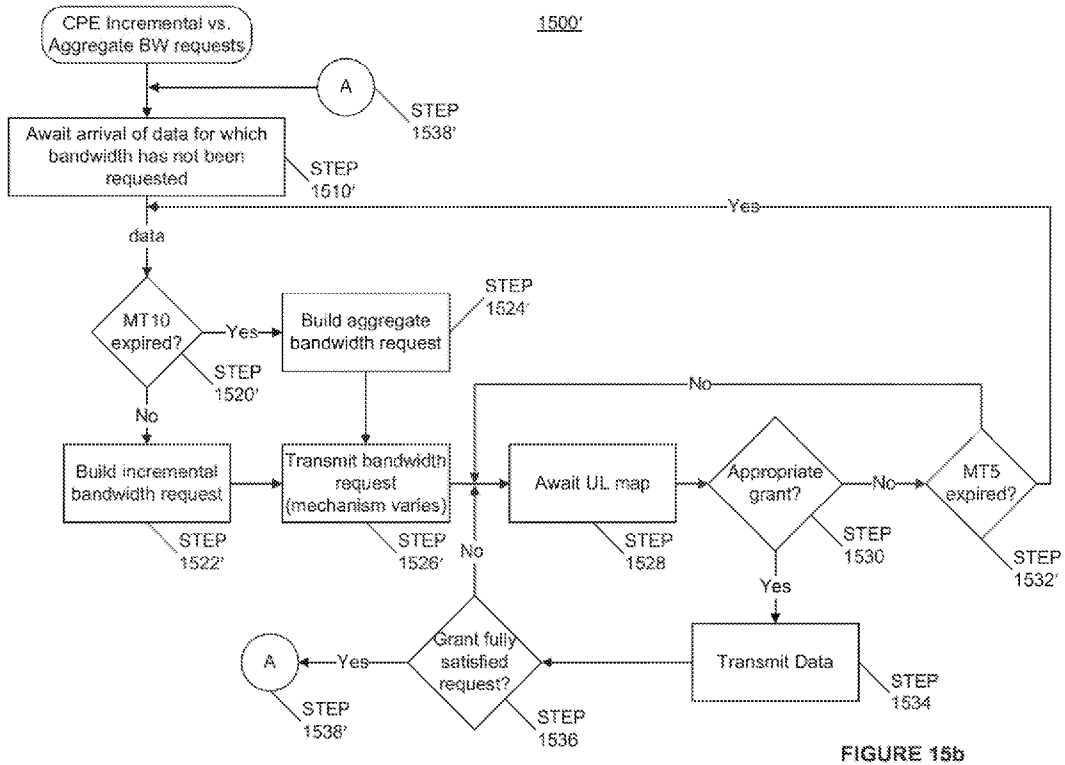 CPE Incremental vs.
Aggregate BW requests
1500'
A
STEP
1538'
Await arrival of data for which
bandwidth has not been
requested
STEP
1510'
Yes
data
MT10
expired?
Yes
STEP
1520'
Build aggregate
bandwidth request
STEP
1524'
No
No
Build incremental
bandwidth request
STEP
1522'
Transmit bandwidth
request
(mechanism varies)
STEP
1526'
Await UL map
STEP
1528
Appropriate
grant?
STEP
1530
No
MT5
expired?
STEP
1532'
No
Yes
A
STEP
1538'
Yes
Grant fully
satisfied
request?
STEP
1536
Transmit Data
STEP
1534
FIGURE 15b